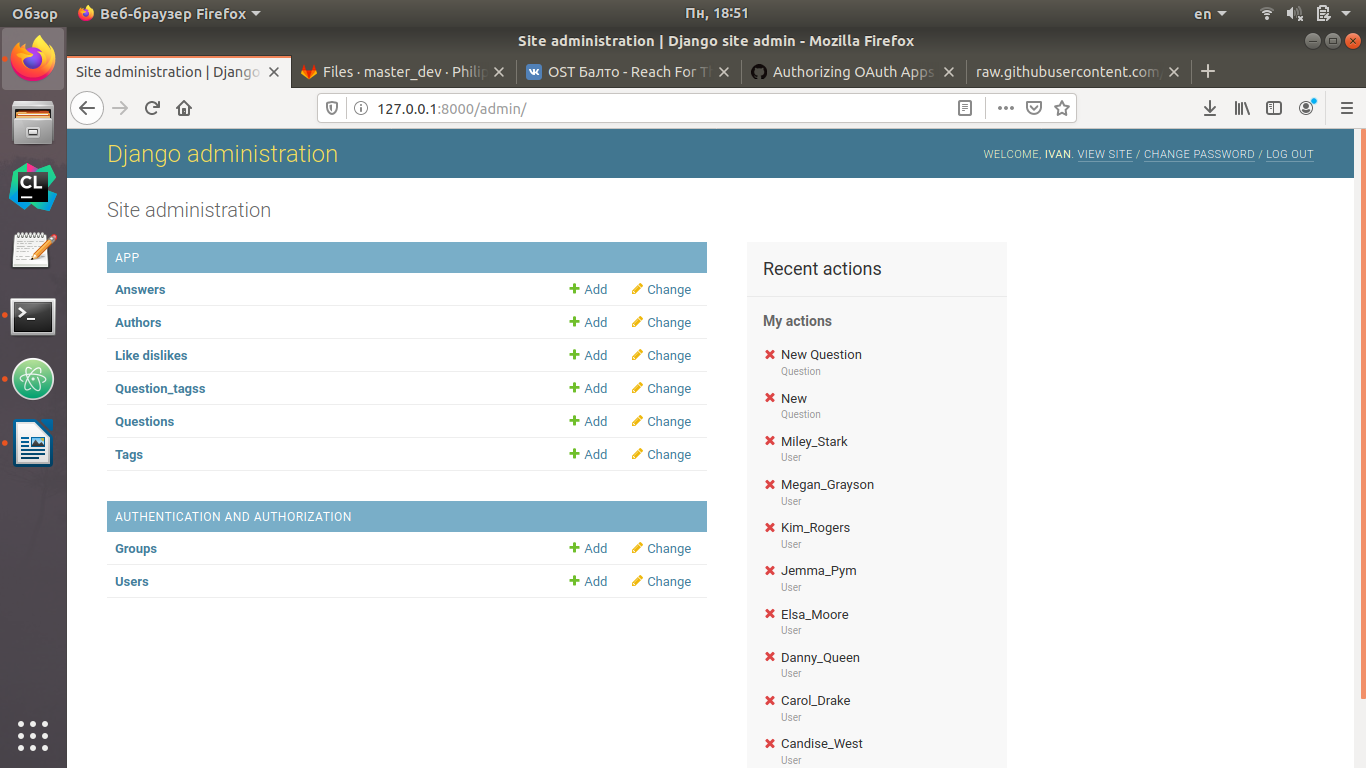 Обзор Веб-браузер Firefox Пн, 18:51 en
Site administration | Django site admin - Mozilla Firefox
Site administration | Django Files · master_dev · Philip OST Балто - Reach For T Authorizing OAuth Apps raw.githubusercontent.com
127.0.0.1:8000/admin/
Django administration WELCOME, IVAN. VIEW SITE / CHANGE PASSWORD / LOG OUT
Site administration
APP
Answers Add Change
Authors Add Change
Like dislikes Add Change
Question_tagss Add Change
Questions Add Change
Tags Add Change
AUTHENTICATION AND AUTHORIZATION
Groups Add Change
Users Add Change
Recent actions
My actions
New Question
Question
New
Question
Miley_Stark
User
Megan_Grayson
User
Kim_Rogers
User
Jemma_Pym
User
Elsa_Moore
User
Danny_Queen
User
Carol_Drake
User
Candise_West
User
CL